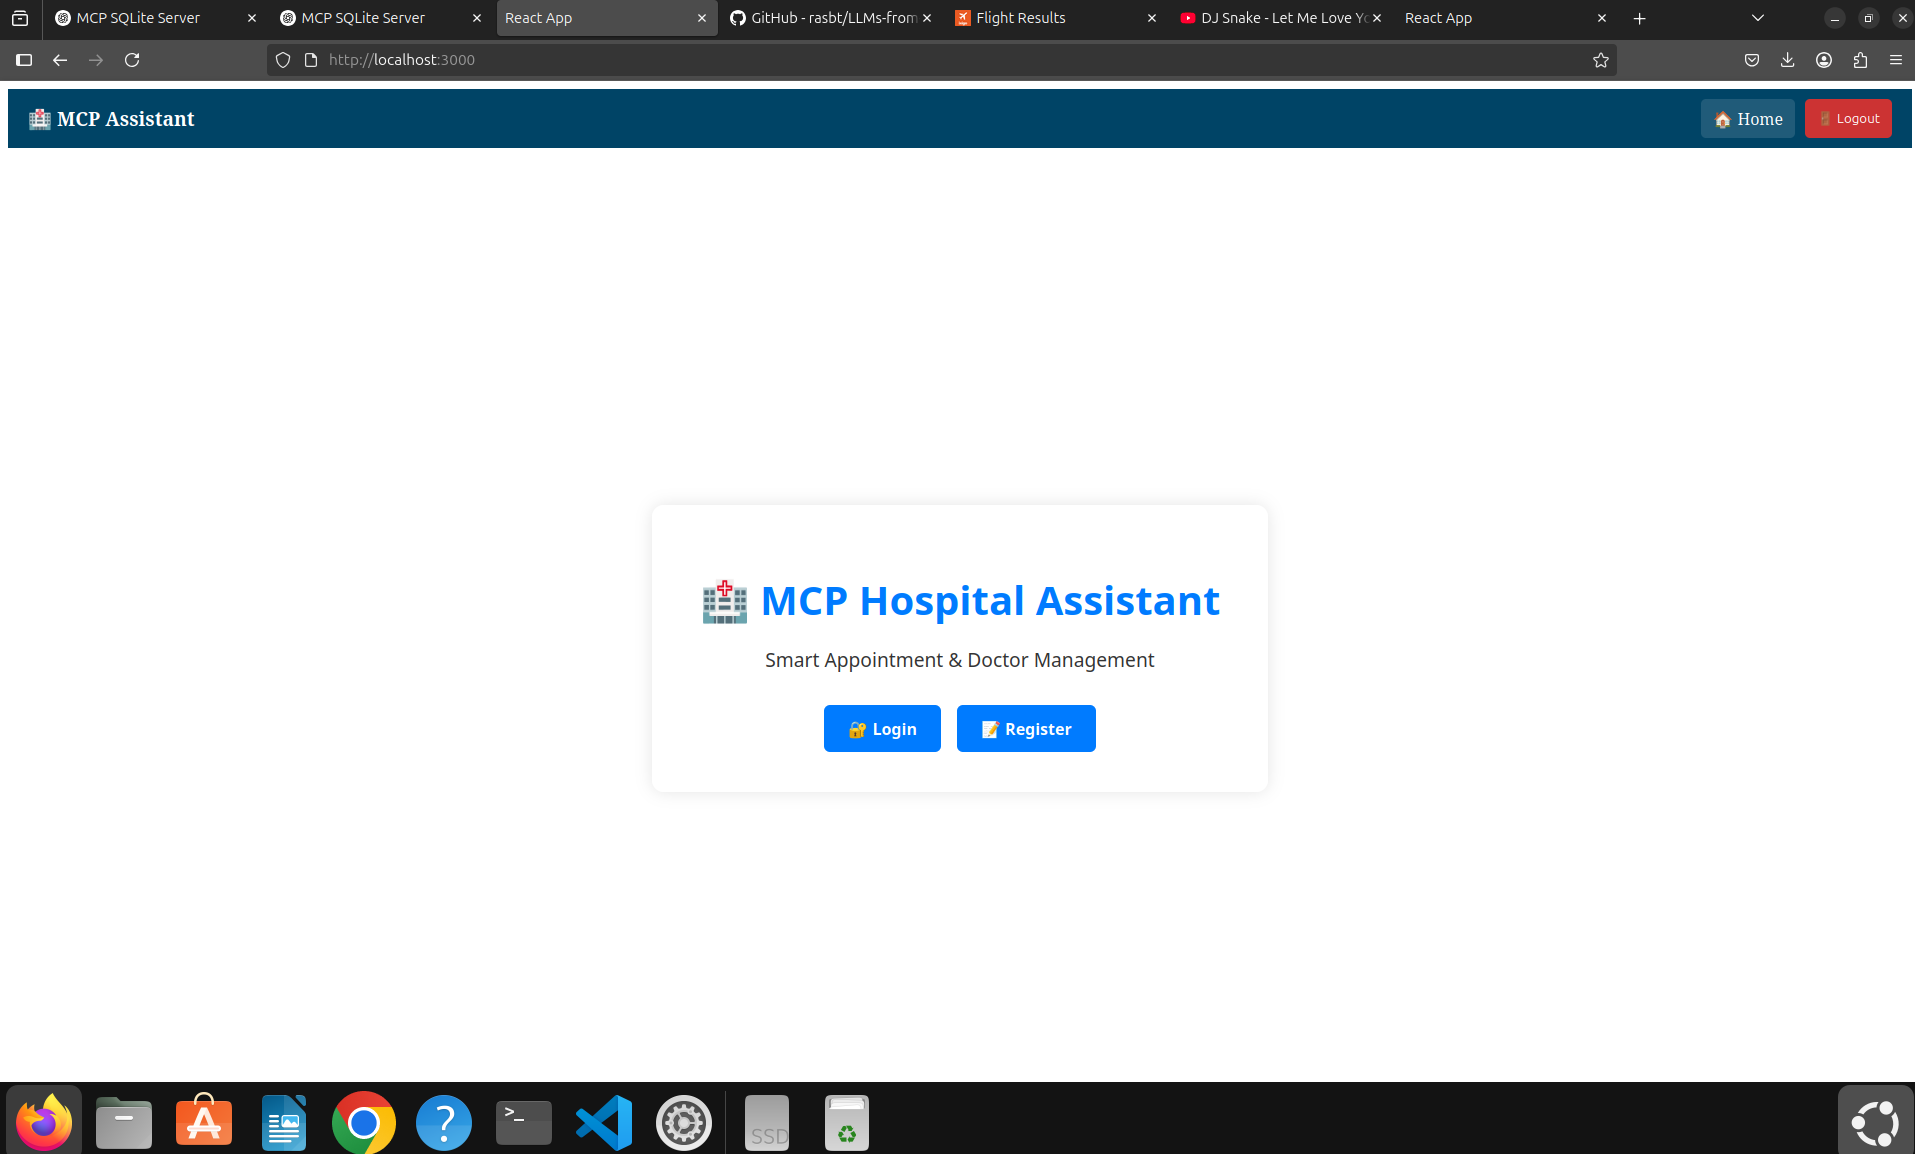 MCP SQLite Server
MCP SQLite Server
React App
GitHub - rasbt/LLMs-from
Flight Results
DJ Snake - Let Me Love Yo
React App
http://localhost:3000
MCP Assistant
Home
Logout
MCP Hospital Assistant
Smart Appointment & Doctor Management
Login
Register
SSD